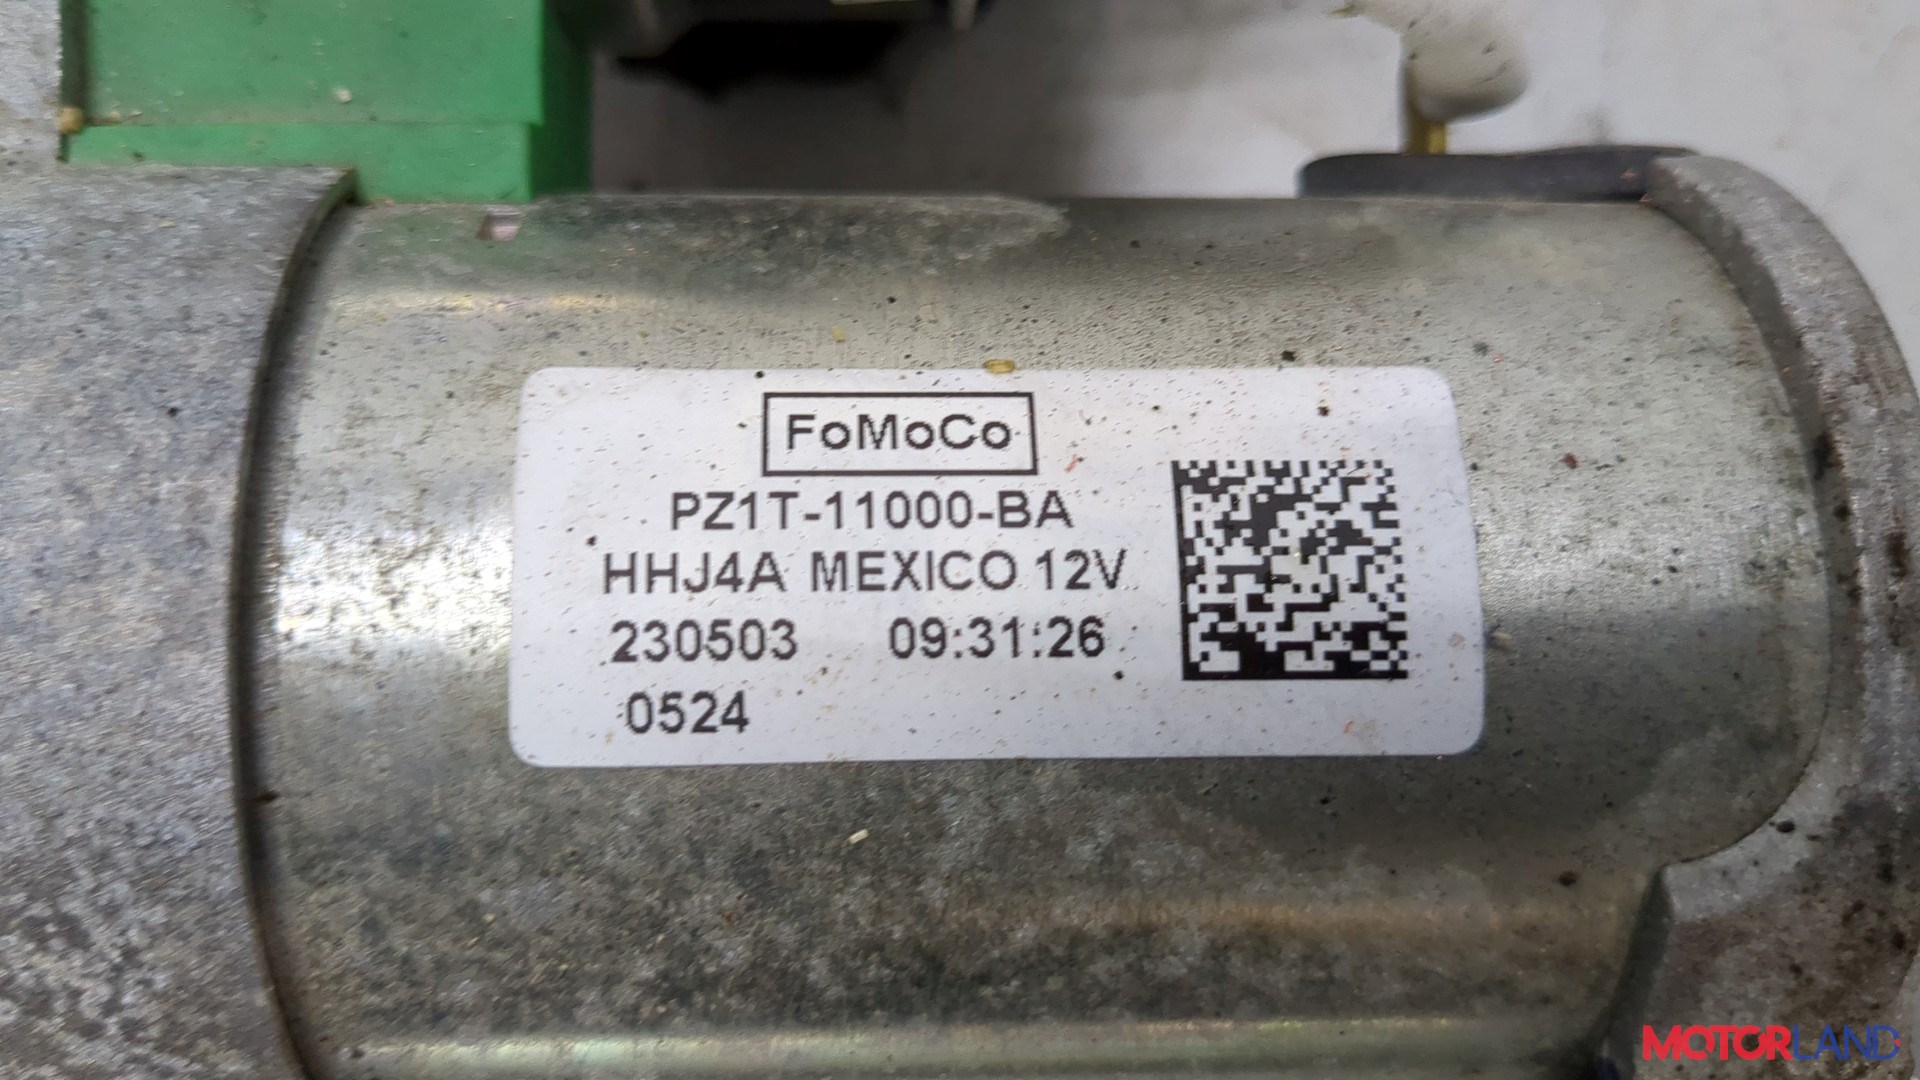 FoMoCo
PZ1T-11000-BA
HHJ4A MEXICO 12V
230503 09:31:26
0524
MOTORLAND